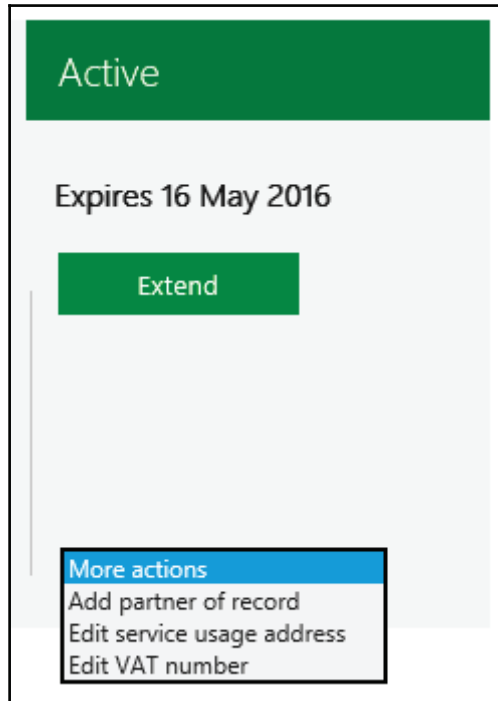 Active
Expires 16 May 2016
Extend
More actions
Add partner of record
Edit service usage address
Edit VAT number